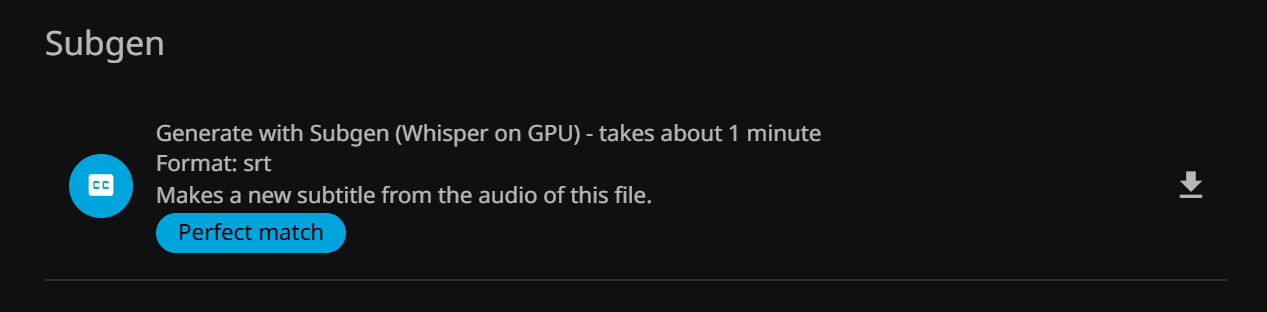 Subgen
Generate with Subgen (Whisper on GPU) - takes about 1 minute
Format: srt
CC
Makes a new subtitle from the audio of this file.
Perfect match